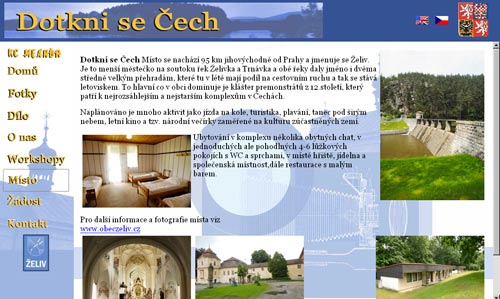 Dotkni se Čech
KC MEANDR
Domů
Fotky
Dílo
O nas
Workshopy
Místo
Žadost
Kontakt
ŽELIV
Dotkni se Čech Místo se nachází 95 km jihovýchodně od Prahy a jmenuje se Želiv.
Je to menší městečko na soutoku řek Želivka a Trnávka a obě řeky daly jméno i dvěma
středně velkým přehradám, které tu v létě mají podíl na cestovním ruchu a tak se stává
letoviskem. To hlavní co v obci dominuje je klášter premonstrátů z 12.století, který
patří k nejrozsáhlejším a nejstarším komplexům v Čechách.
Naplánováno je mnoho aktivit jako jízda na kole, turistika, plavání, tanec pod širým
nebem, letní kino a tzv. národní večírky zaměřené na kulturu zúčastněných zemí.
Ubytování v komplexu několika obytných chat, v
jednoduchých ale pohodlných 4-6 lůžkových
pokojích s WC a sprchami, v místě hřiště, jídelna a
společenská místnost,dále restaurace s malým
barem.
Pro další informace a fotografie místa viz
www.obeczeliv.cz